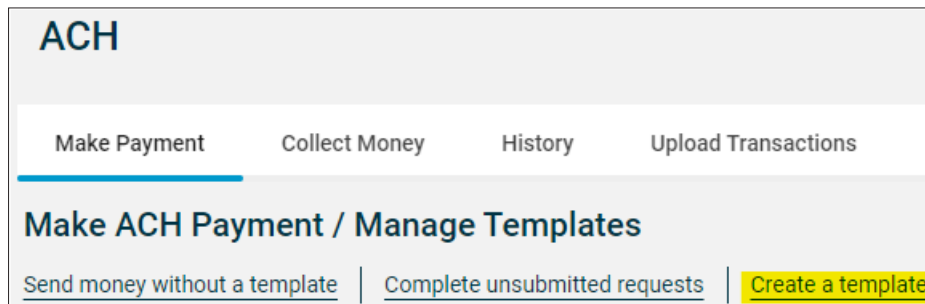 ACH
Make Payment Collect Money History Upload Transactions
Make ACH Payment / Manage Templates
Send money without a template Complete unsubmitted requests Create a template